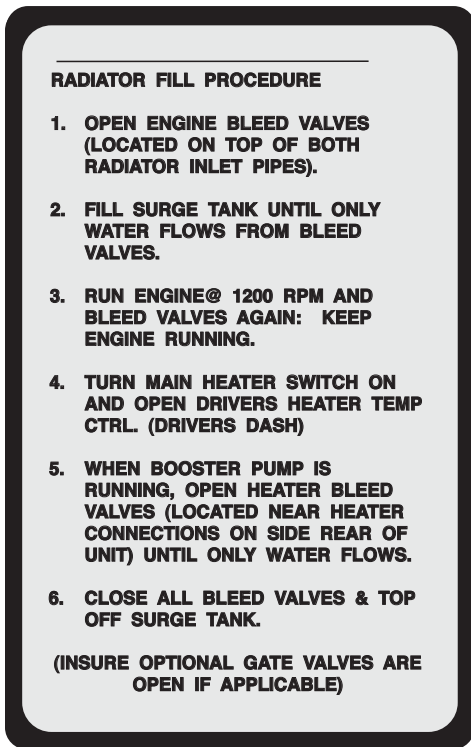 RADIATOR FILL PROCEDURE
1. OPEN ENGINE BLEED VALVES
(LOCATED ON TOP OF BOTH
RADIATOR INLET PIPES).
2. FILL SURGE TANK UNTIL ONLY
WATER FLOWS FROM BLEED
VALVES.
3. RUN ENGINE@ 1200 RPM AND
BLEED VALVES AGAIN: KEEP
ENGINE RUNNING.
4. TURN MAIN HEATER SWITCH ON
AND OPEN DRIVERS HEATER TEMP
CTRL. (DRIVERS DASH)
5. WHEN BOOSTER PUMP IS
RUNNING, OPEN HEATER BLEED
VALVES (LOCATED NEAR HEATER
CONNECTIONS ON SIDE REAR OF
UNIT) UNTIL ONLY WATER FLOWS.
6. CLOSE ALL BLEED VALVES & TOP
OFF SURGE TANK.
(INSURE OPTIONAL GATE VALVES ARE
OPEN IF APPLICABLE)